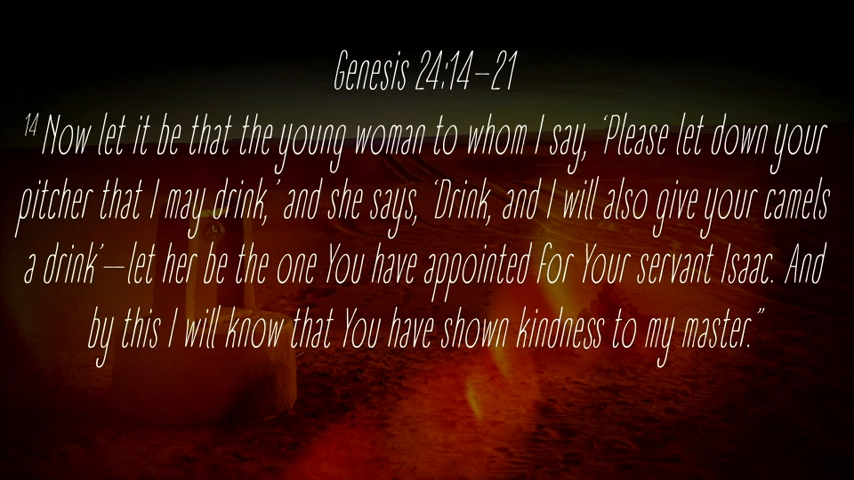 Genesis 24:14–21
14 Now let it be that the young woman to whom I say, ‘Please let down your
pitcher that I may drink,’ and she says, ‘Drink, and I will also give your camels
a drink’—let her be the one You have appointed for Your servant Isaac. And
by this I will know that You have shown kindness to my master.”